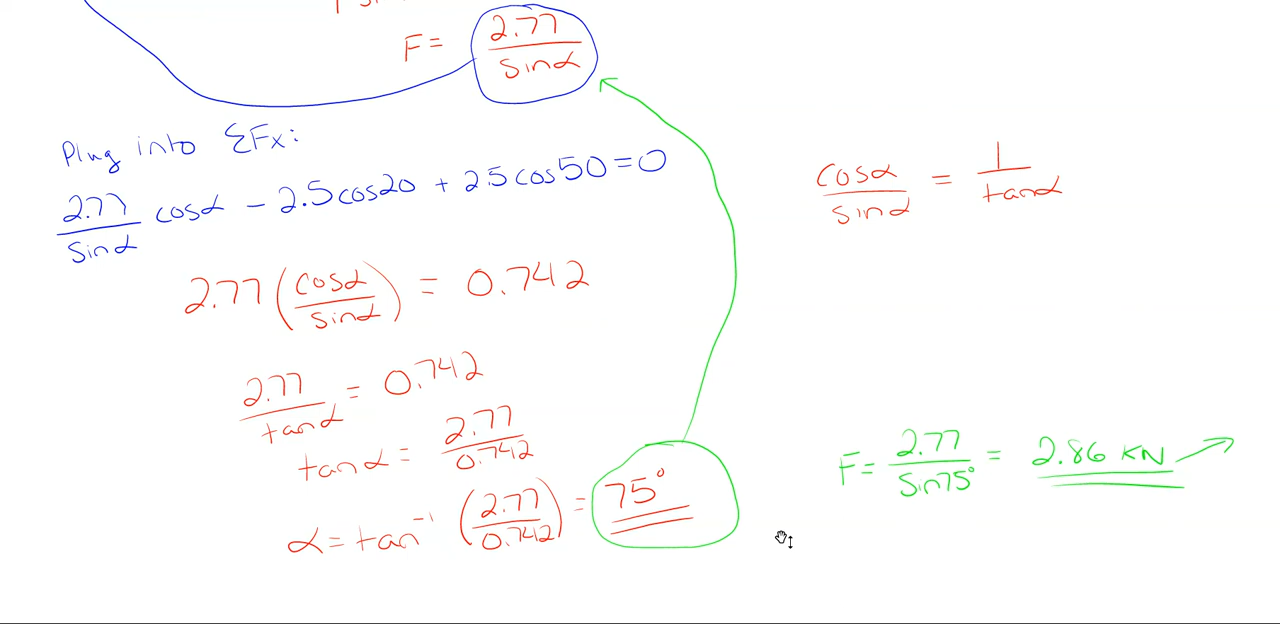 F = 2.77 / sinα
Plug into ΣFx:
2.77 / sinα cosα - 2.5cos20 + 2.5cos50 = 0
cosα / sinα = 1 / tanα
2.77 (cosα / sinα) = 0.742
2.77 / tanα = 0.742
tanα = 2.77 / 0.742
α = tan⁻¹ (2.77 / 0.742) = 75°
F = 2.77 / Sin75° = 2.86 KN